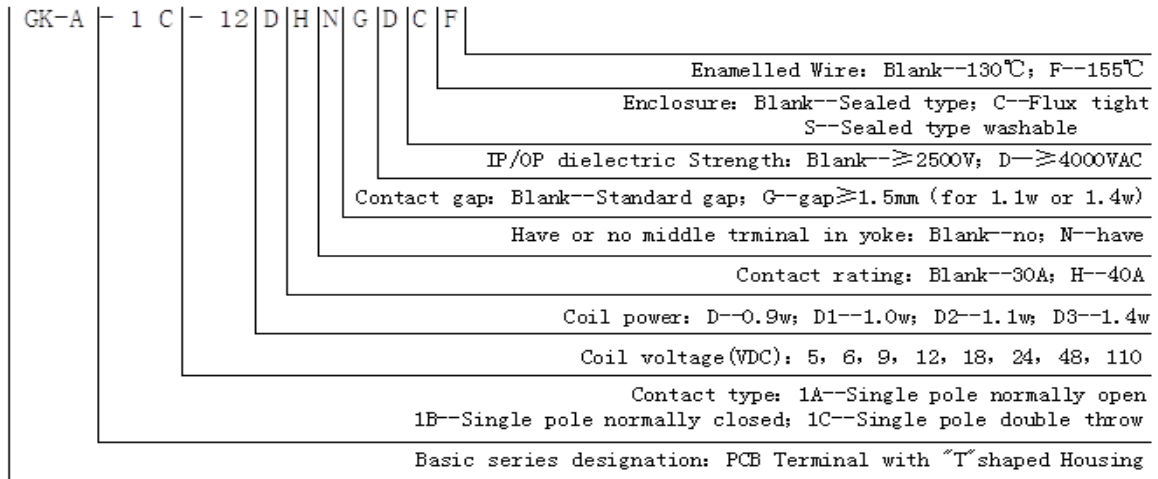 GK-A - 1 C - 12 D H N G D C F
Enamelled Wire: Blank--130℃; F--155℃
Enclosure: Blank--Sealed type; C--Flux tight
S--Sealed type washable
IP/OP dielectric Strength: Blank--≥2500V; D—≥4000VAC
Contact gap: Blank--Standard gap; G--gap≥1.5mm (for 1.1w or 1.4w)
Have or no middle trminal in yoke: Blank--no; N--have
Contact rating: Blank--30A; H--40A
Coil power: D--0.9w; D1--1.0w; D2--1.1w; D3--1.4w
Coil voltage(VDC): 5, 6, 9, 12, 18, 24, 48, 110
Contact type: 1A--Single pole normally open
1B--Single pole normally closed; 1C--Single pole double throw
Basic series designation: PCB Terminal with "T"shaped Housing